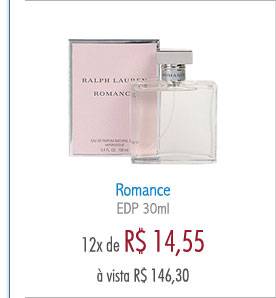 RALPH LAUREN
ROMANCE
Romance
EDP 30ml
12x de R$ 14,55
à vista R$ 146,30